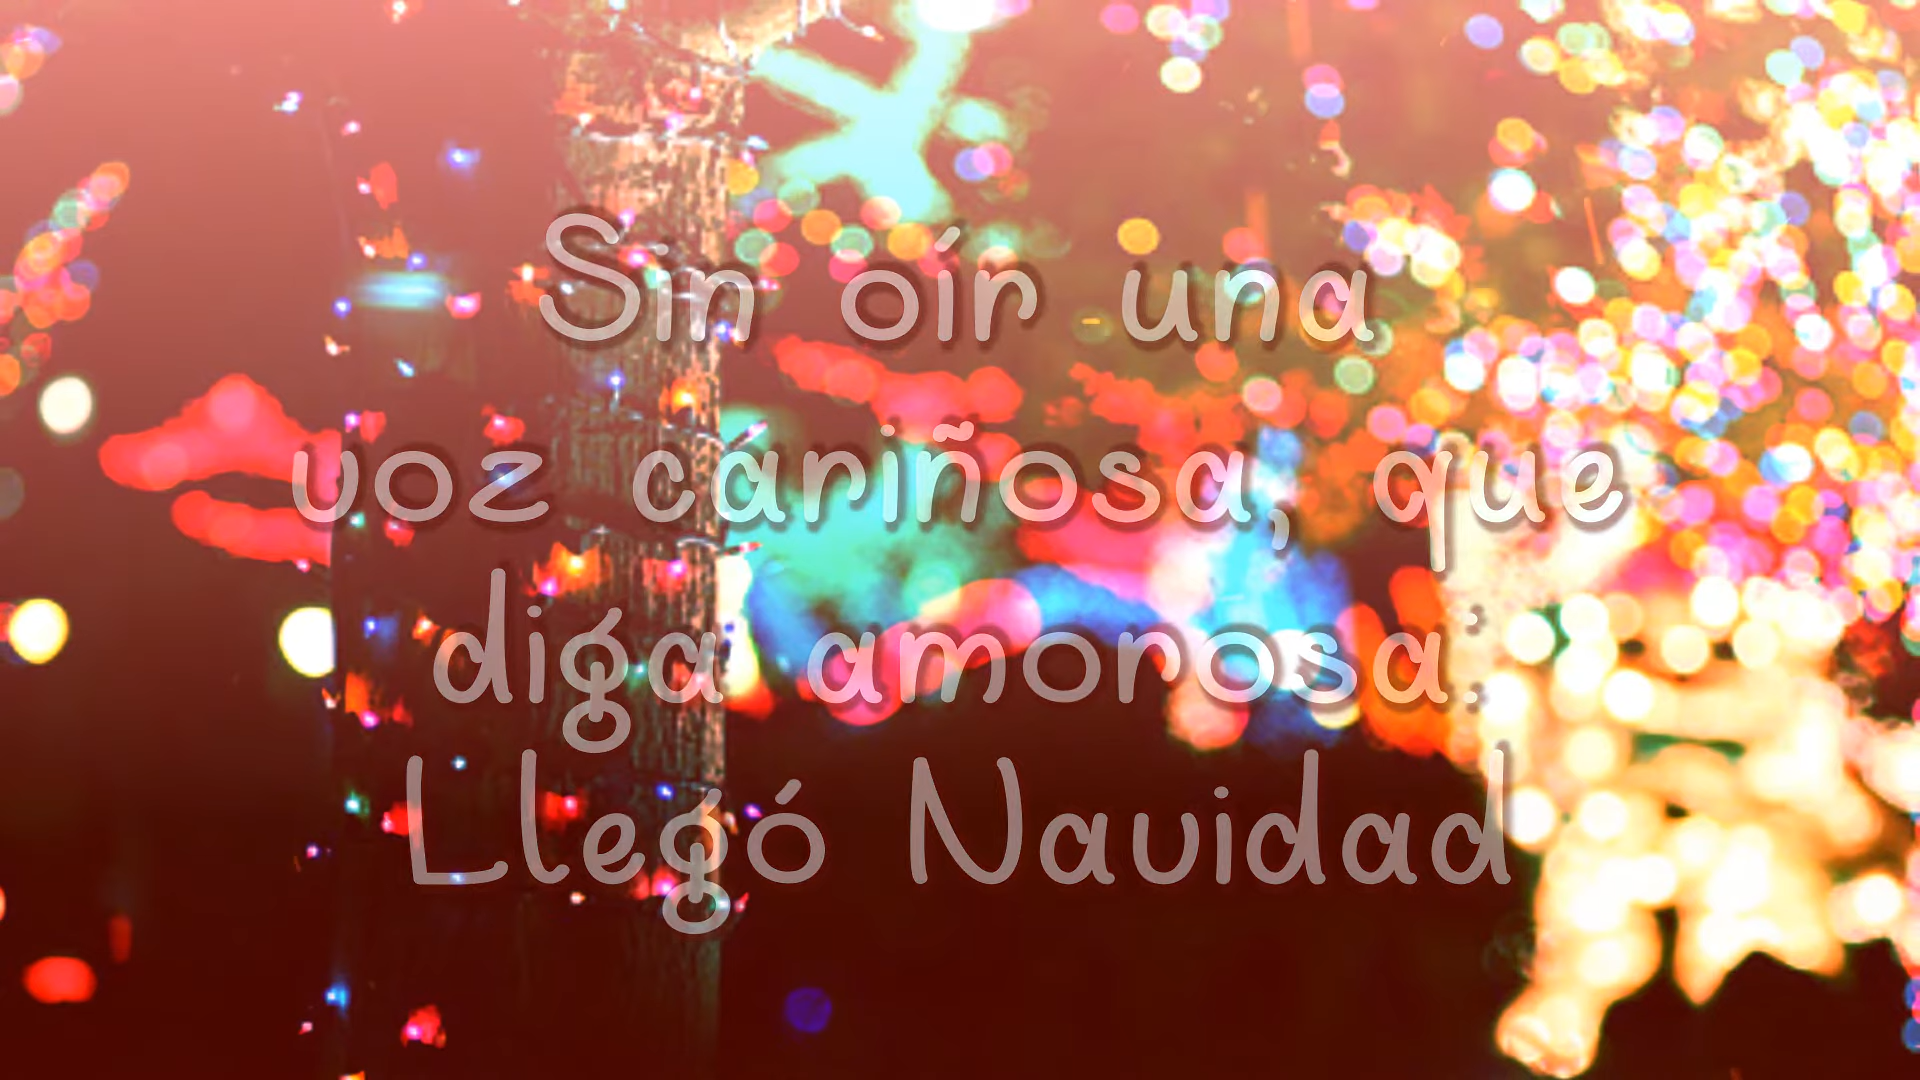 Sin oír una
voz cariñosa, que
diga amorosa:
Llegó Navidad